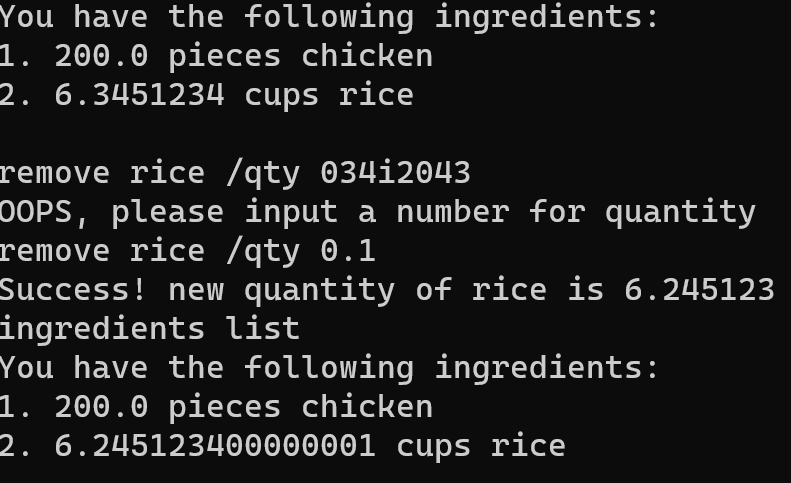 You have the following ingredients:
1. 200.0 pieces chicken
2. 6.3451234 cups rice
remove rice /qty 034i2043
OOPS, please input a number for quantity
remove rice /qty 0.1
Success! new quantity of rice is 6.245123
ingredients list
You have the following ingredients:
1. 200.0 pieces chicken
2. 6.245123400000001 cups rice